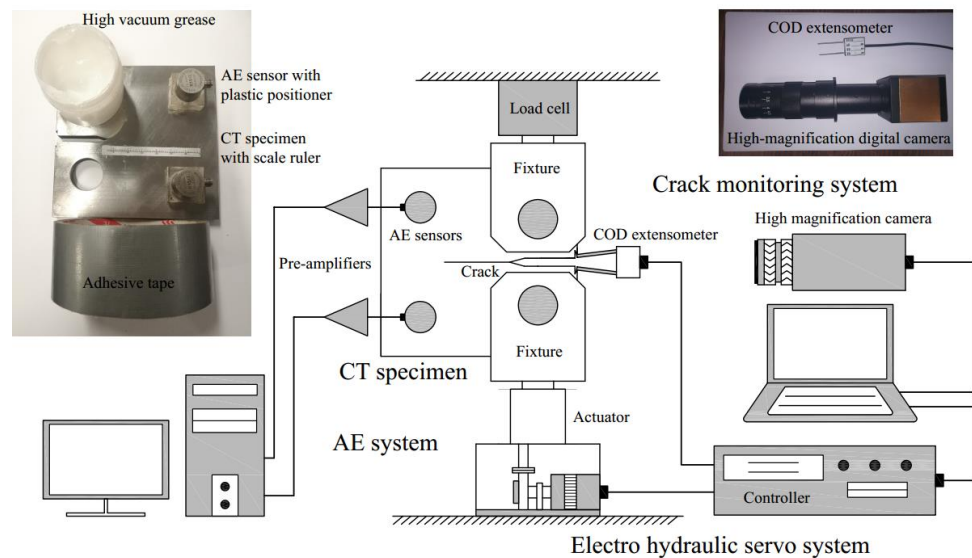 High vacuum grease
AE sensor with
plastic positioner
CT specimen
with scale ruler
Adhesive tape
Load cell
Fixture
AE sensors
Pre-amplifiers
Crack
COD extensometer
Fixture
CT specimen
Actuator
AE system
COD extensometer
High-magnification digital camera
Crack monitoring system
High magnification camera
Controller
Electro hydraulic servo system